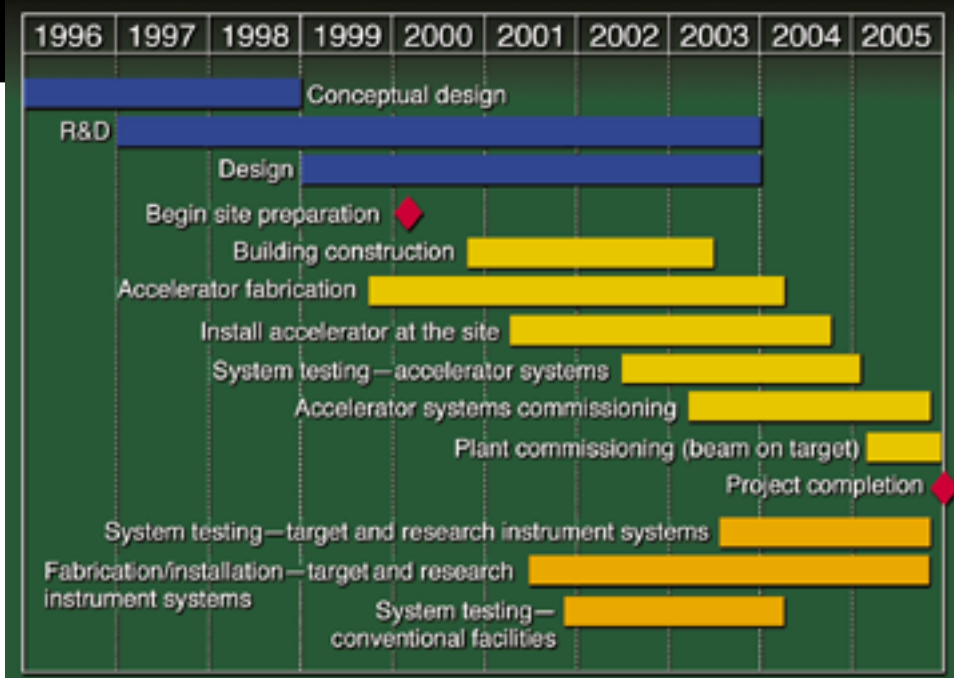 1996 1997 1998 1999 2000 2001 2002 2003 2004 2005
Conceptual design
R&D
Design
Begin site preparation
Building construction
Accelerator fabrication
Install accelerator at the site
System testing—accelerator systems
Accelerator systems commissioning
Plant commissioning (beam on target)
Project completion
System testing—target and research instrument systems
Fabrication/installation—target and research
instrument systems
System testing—
conventional facilities